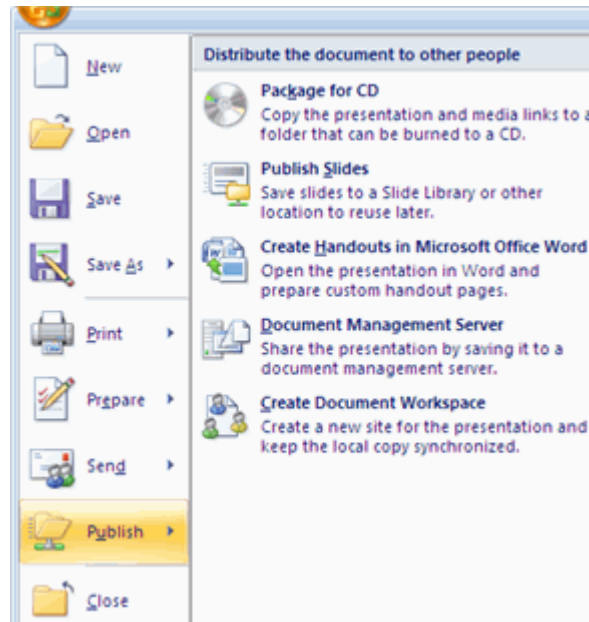 New
Open
Save
Save As
Print
Prepare
Send
Publish
Close
Distribute the document to other people
Package for CD
Copy the presentation and media links to a
folder that can be burned to a CD.
Publish Slides
Save slides to a Slide Library or other
location to reuse later.
Create Handouts in Microsoft Office Word
Open the presentation in Word and
prepare custom handout pages.
Document Management Server
Share the presentation by saving it to a
document management server.
Create Document Workspace
Create a new site for the presentation and
keep the local copy synchronized.